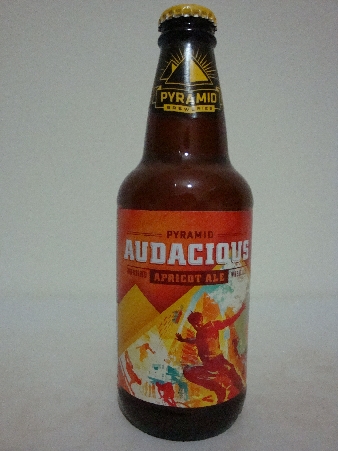 PYRAMID
BREWERIES
PYRAMID
AUDACIOUS
APRICOT ALE